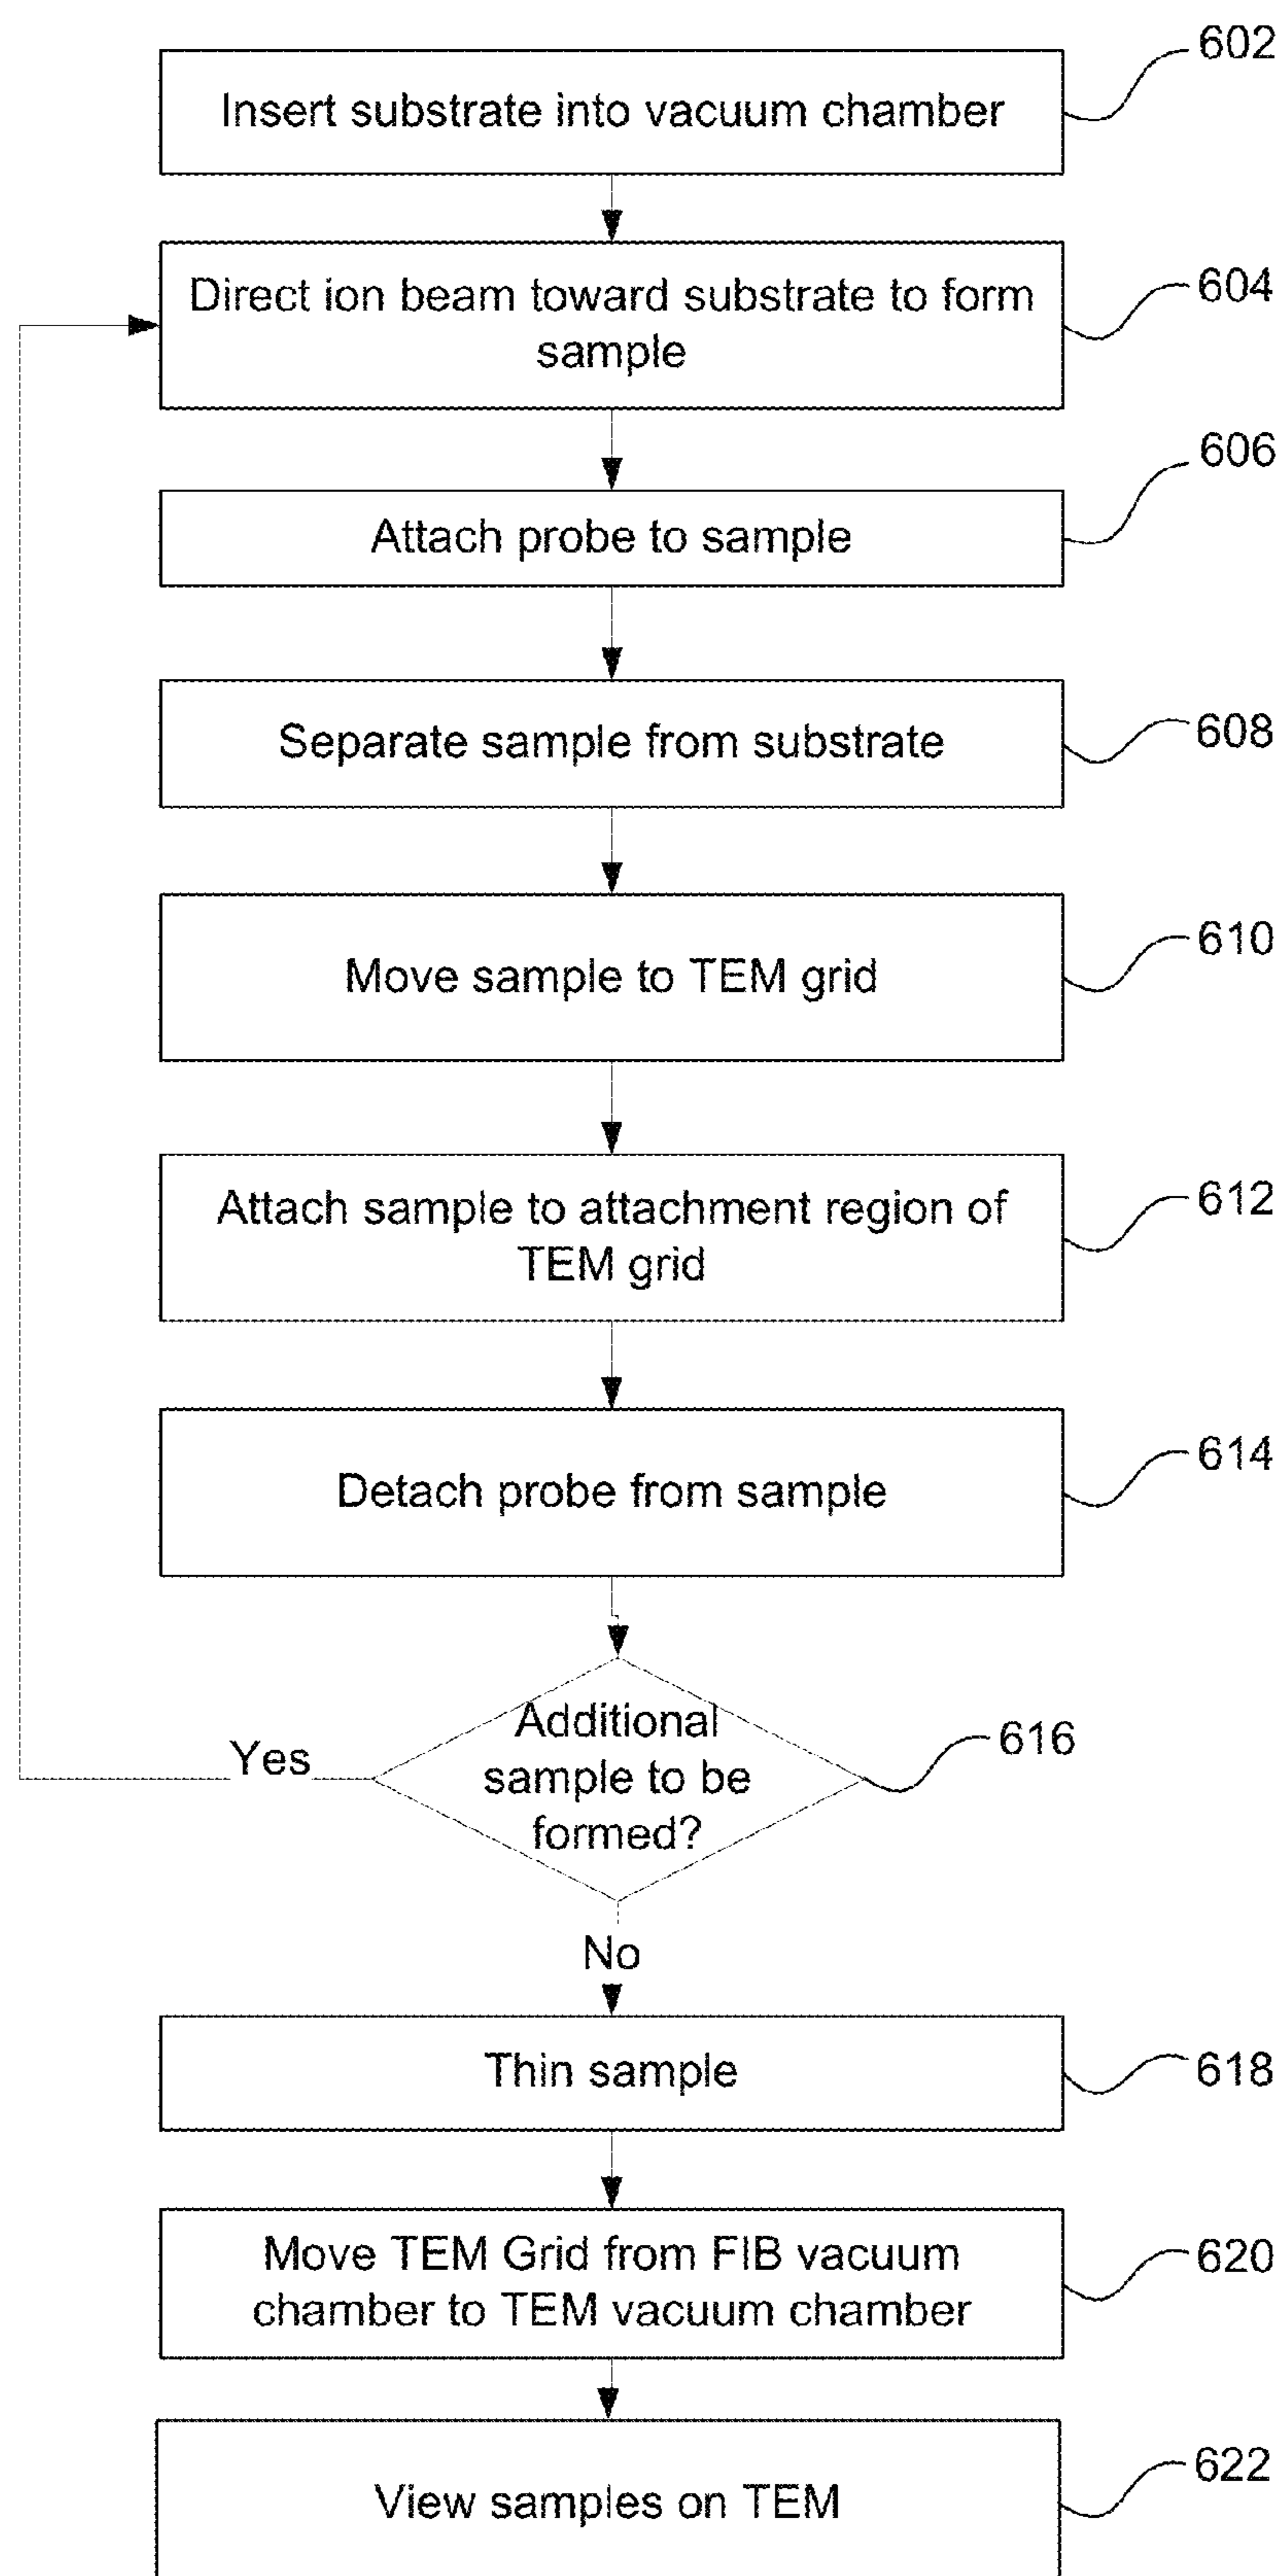 602
Insert substrate into vacuum chamber
604
Direct ion beam toward substrate to form
sample
606
Attach probe to sample
608
Separate sample from substrate
610
Move sample to TEM grid
612
Attach sample to attachment region of
TEM grid
614
Detach probe from sample
616
Additional
sample to be
formed?
Yes
No
618
Thin sample
620
Move TEM Grid from FIB vacuum
chamber to TEM vacuum chamber
622
View samples on TEM